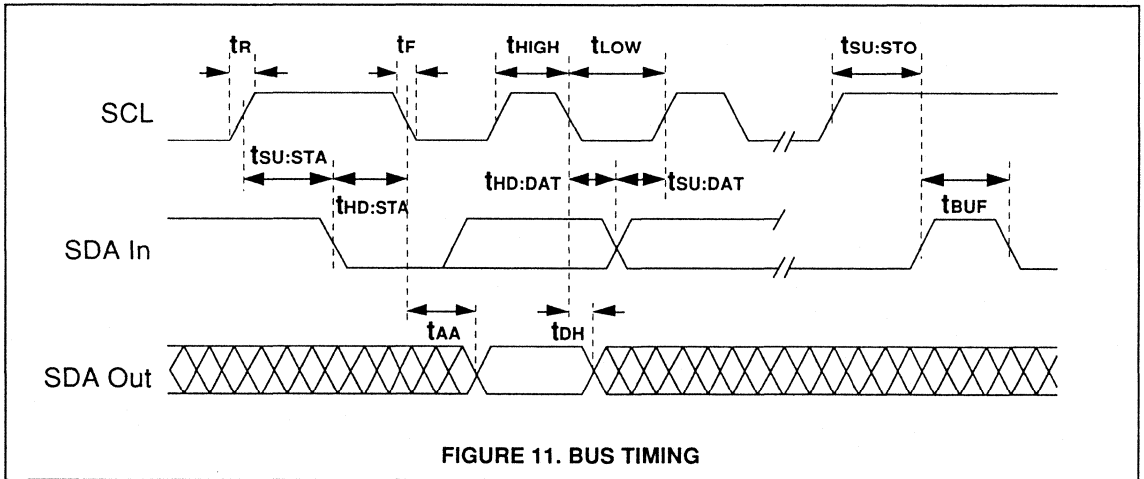 tR
tF
tHIGH
tLOW
tSU:STO
SCL
tSU:STA
tHD:STA
tHD:DAT
tSU:DAT
tBUF
SDA In
tAA
tDH
SDA Out
FIGURE 11. BUS TIMING